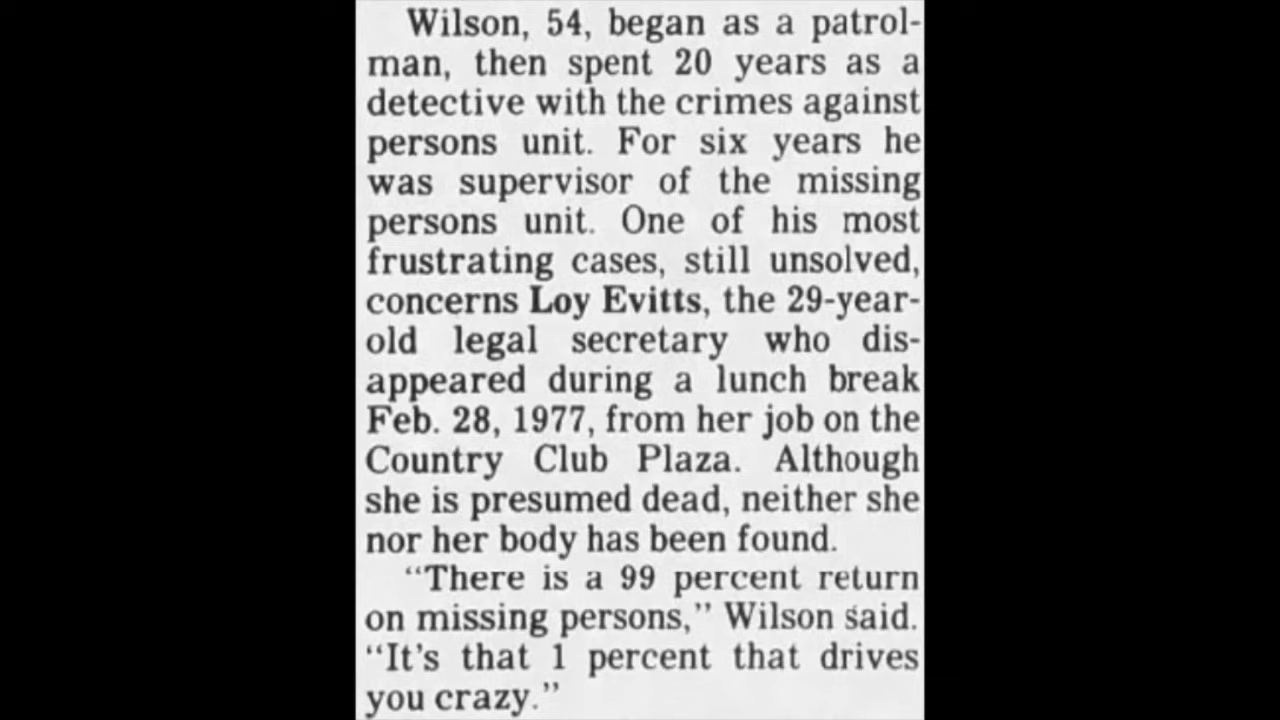 Wilson, 54, began as a patrol-
man, then spent 20 years as a
detective with the crimes against
persons unit. For six years he
was supervisor of the missing
persons unit. One of his most
frustrating cases, still unsolved,
concerns Loy Evitts, the 29-year-
old legal secretary who dis-
appeared during a lunch break
Feb. 28, 1977, from her job on the
Country Club Plaza. Although
she is presumed dead, neither she
nor her body has been found.
“There is a 99 percent return
on missing persons,” Wilson said.
“It's that 1 percent that drives
you crazy.”